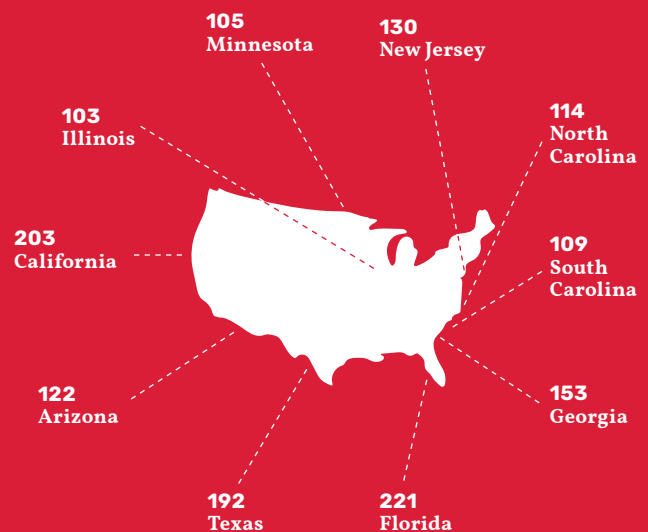 105
Minnesota
130
New Jersey
103
Illinois
114
North
Carolina
203
California
109
South
Carolina
122
Arizona
153
Georgia
192
Texas
221
Florida